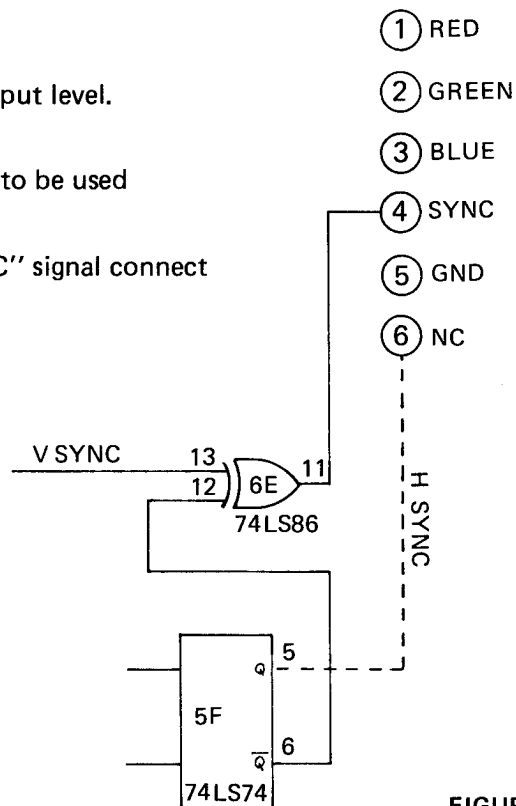 1 RED
put level.
2 GREEN
3 BLUE
to be used
4 SYNC
C" signal connect
5 GND
6 NC
V SYNC
13
12
6E
11
74LS86
H SYNC
5
Q
5F
6
Q̅
74LS74
FIGU